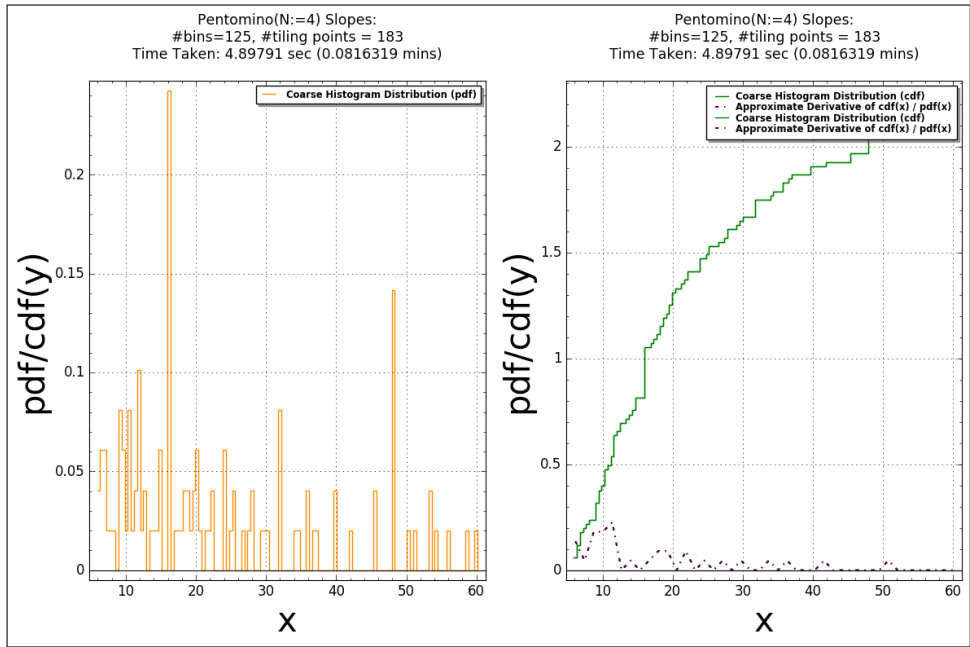 Pentomino(N:=4) Slopes:
#bins=125, #tiling points = 183
Time Taken: 4.89791 sec (0.0816319 mins)
Coarse Histogram Distribution (pdf)
0.2
0.15
0.1
0.05
0
10
20
30
40
50
60
pdf/cdf(y)
x
Pentomino(N:=4) Slopes:
#bins=125, #tiling points = 183
Time Taken: 4.89791 sec (0.0816319 mins)
Coarse Histogram Distribution (cdf)
Approximate Derivative of cdf(x) / pdf(x)
Coarse Histogram Distribution (cdf)
Approximate Derivative of cdf(x) / pdf(x)
2
1.5
1
0.5
0
10
20
30
40
50
60
pdf/cdf(y)
x